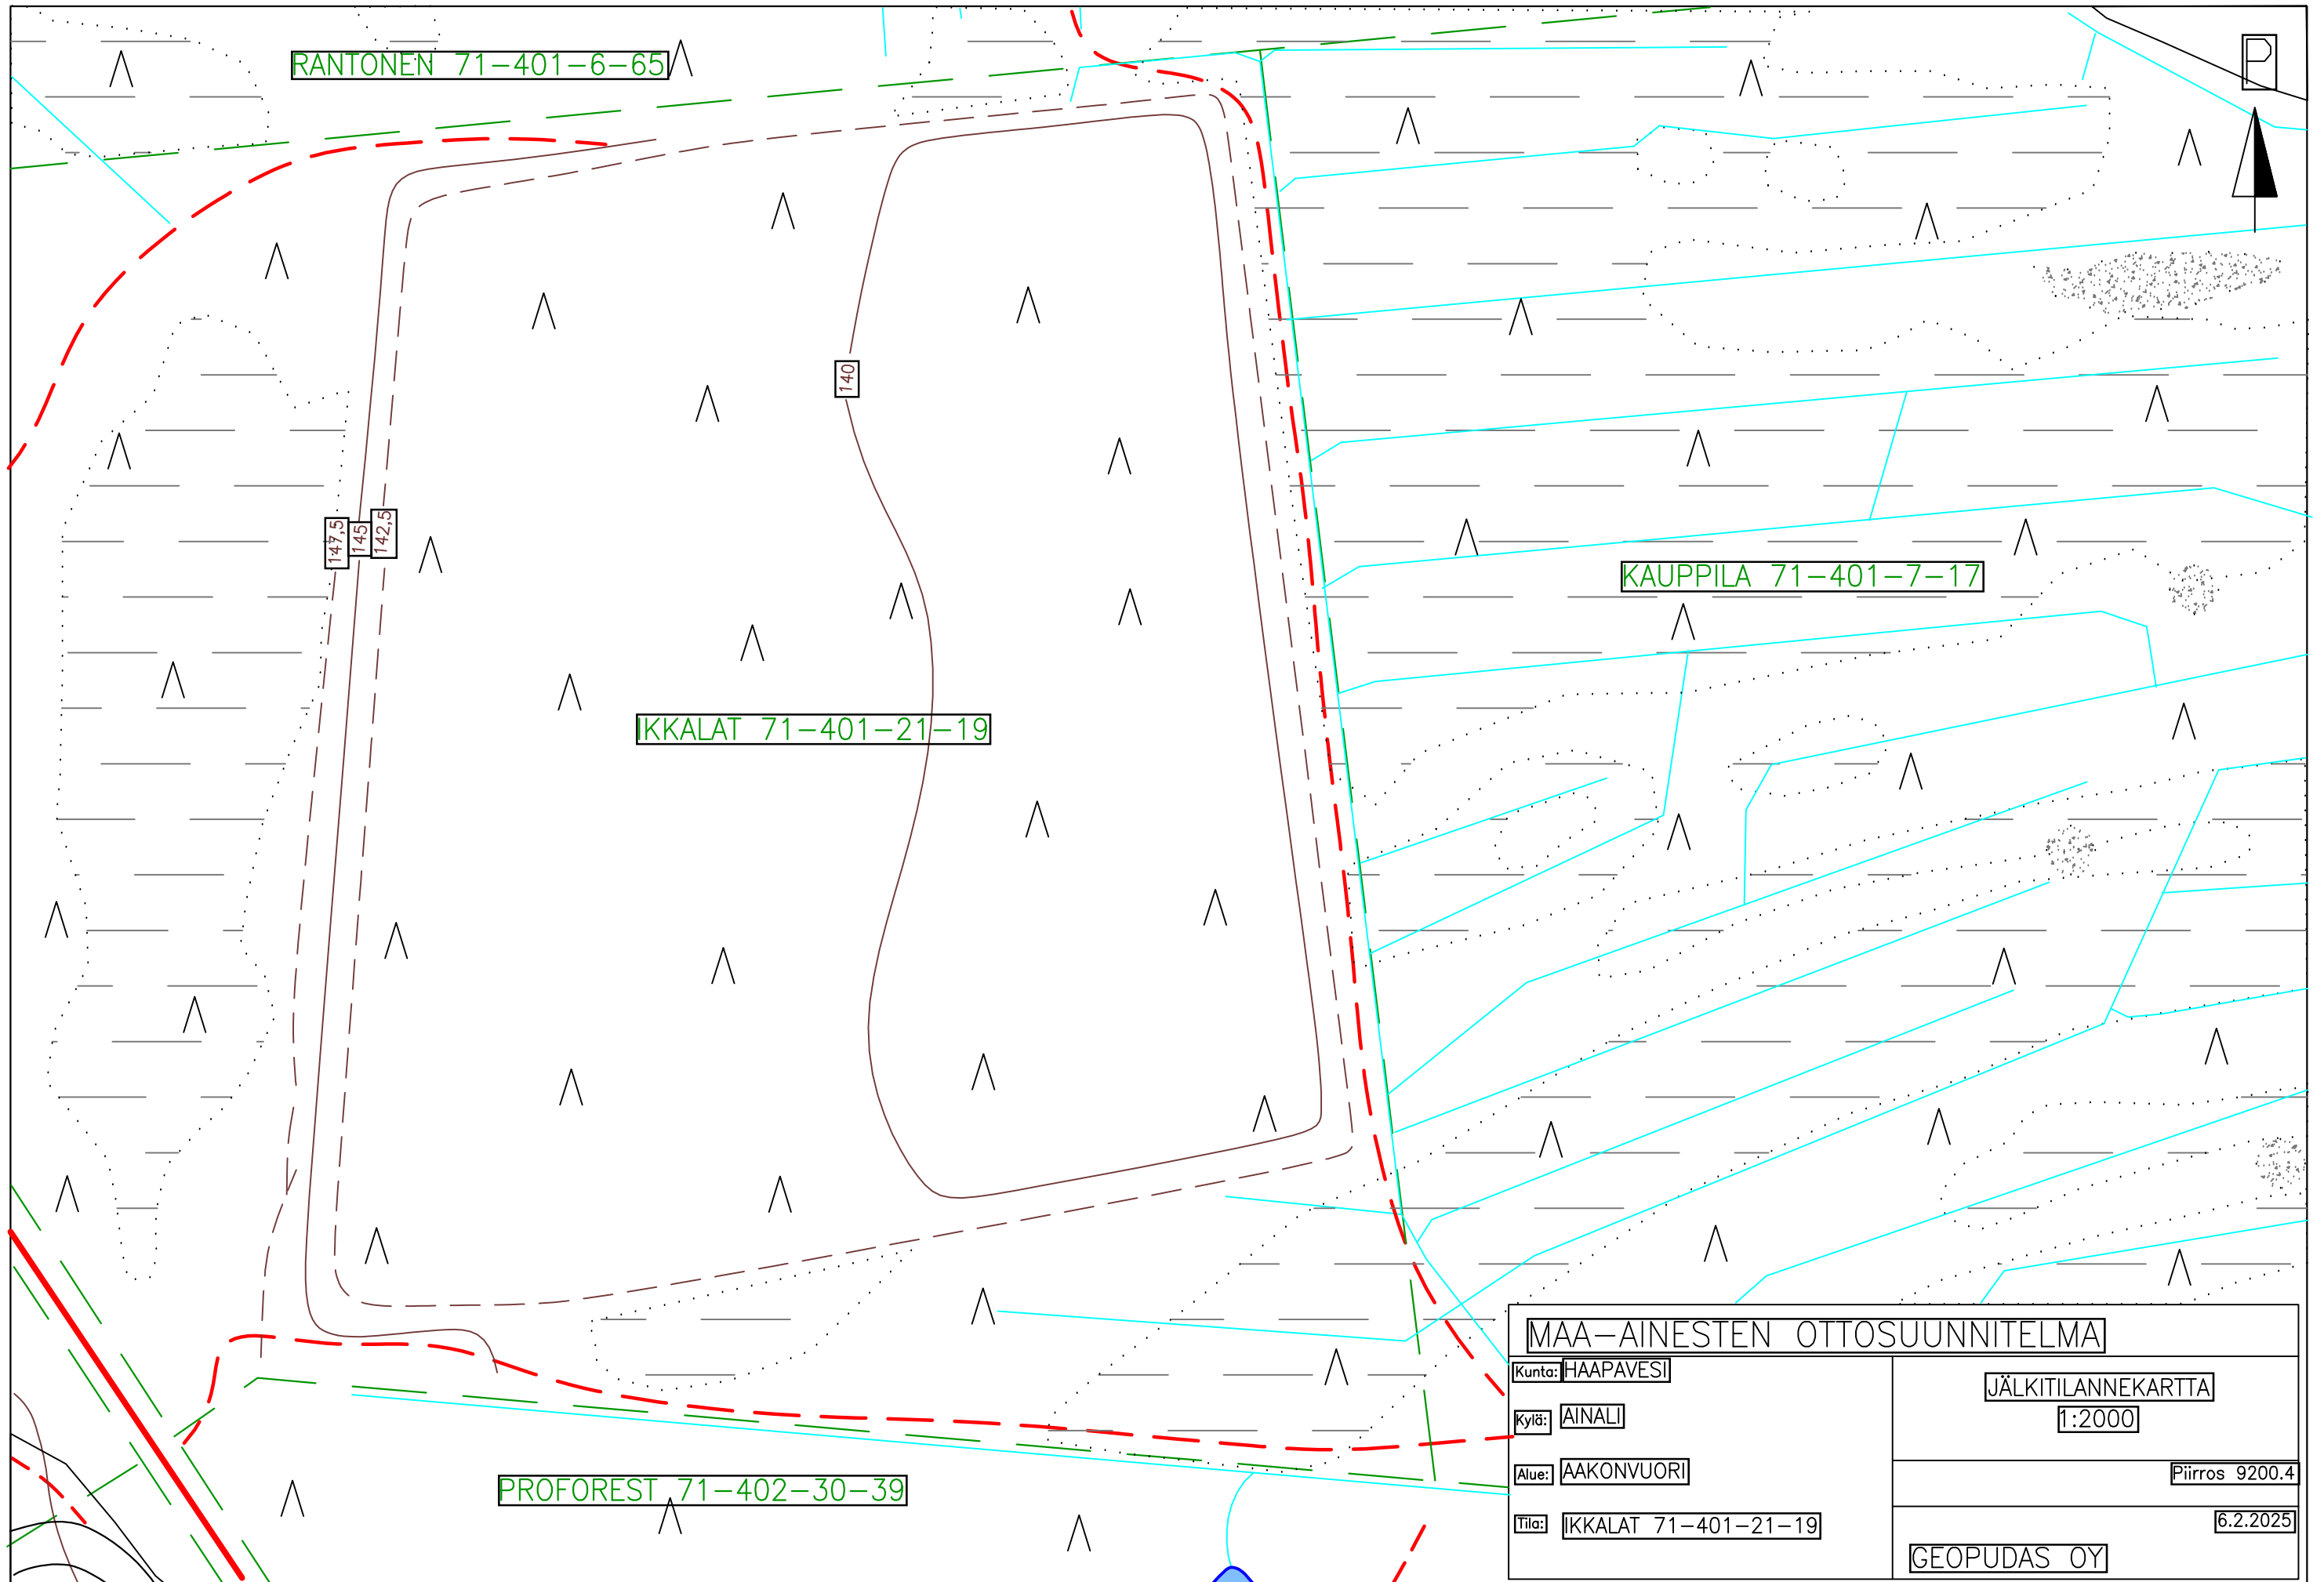 RANTONEN 71-401-6-65
P
140
147,5
145
142,5
KAUPPILA 71-401-7-17
IKKALAT 71-401-21-19
PROFOREST 71-402-30-39
MAA-AINESTEN OTTOSUUNNITELMA
Kunta: HAAPAVESI
JÄLKITILANNEKARTTA
1:2000
Kylä: AINALI
Alue: AAKONVUORI
Piirros 9200.4
Tila: IKKALAT 71-401-21-19
6.2.2025
GEOPUDAS OY